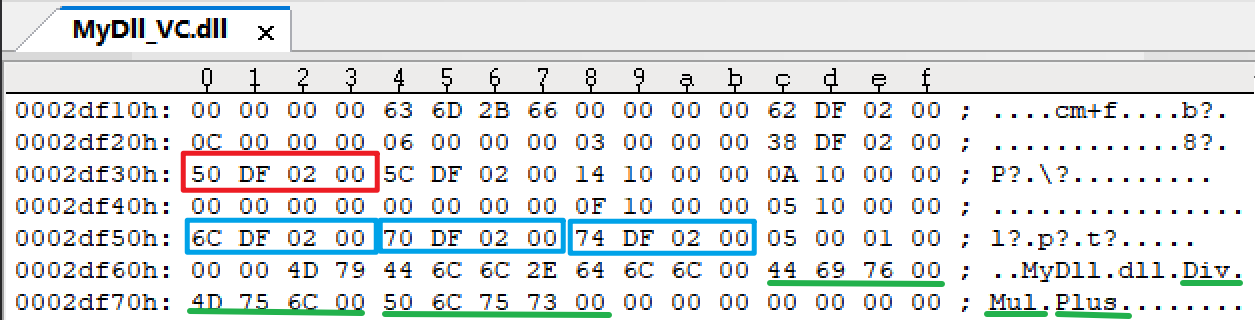 MyDll_VC.dll ×
0 1 2 3 4 5 6 7 8 9 a b c d e f
0002df10h: 00 00 00 00 63 6D 2B 66 00 00 00 00 62 DF 02 00 ; ....cm+f....b?.
0002df20h: 0C 00 00 00 06 00 00 00 03 00 00 00 38 DF 02 00 ; ............8?.
0002df30h: 50 DF 02 00 5C DF 02 00 14 10 00 00 0A 10 00 00 ; P?.\?.........
0002df40h: 00 00 00 00 00 00 00 00 0F 10 00 00 05 10 00 00 ; ................
0002df50h: 6C DF 02 00 70 DF 02 00 74 DF 02 00 05 00 01 00 ; l?.p?.t?.....
0002df60h: 00 00 4D 79 44 6C 6C 2E 64 6C 6C 00 44 69 76 00 ; ..MyDll.dll.Div.
0002df70h: 4D 75 6C 00 50 6C 75 73 00 00 00 00 00 00 00 00 ; Mul.Plus........